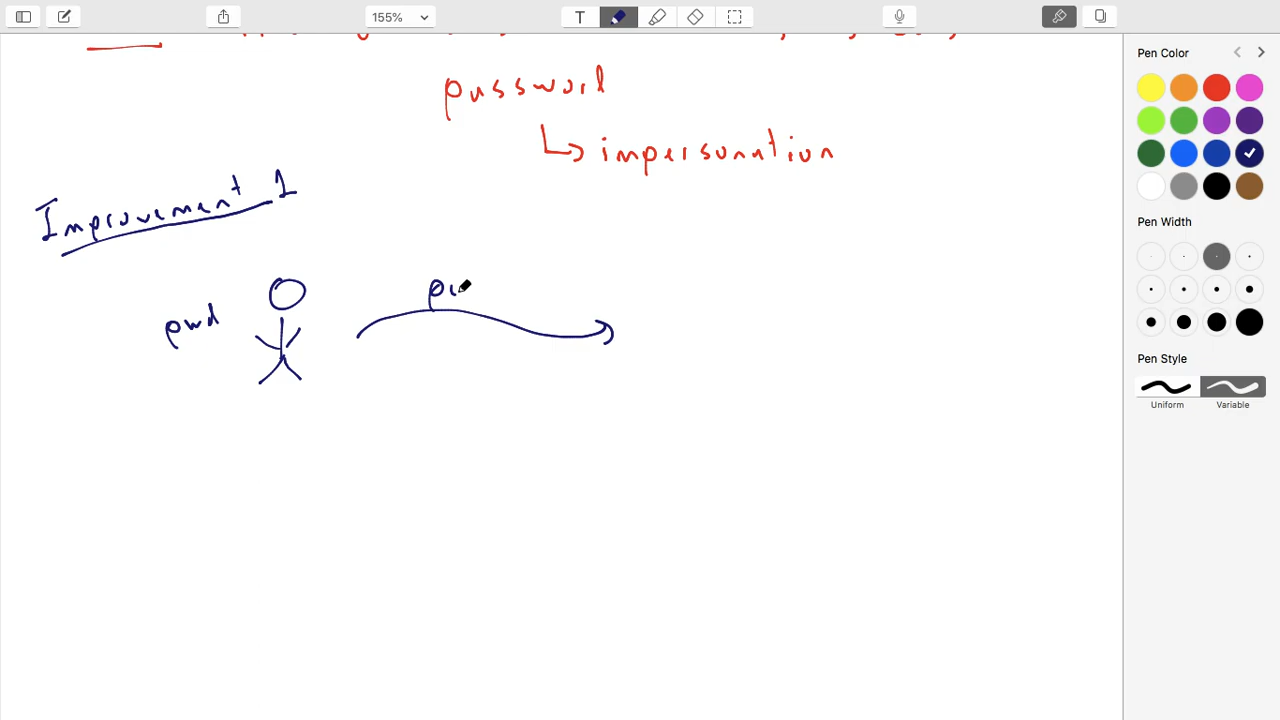 155%
T
password
impersonation
Improvement 1
pwd
Pen Color
Pen Width
Pen Style
Uniform
Variable